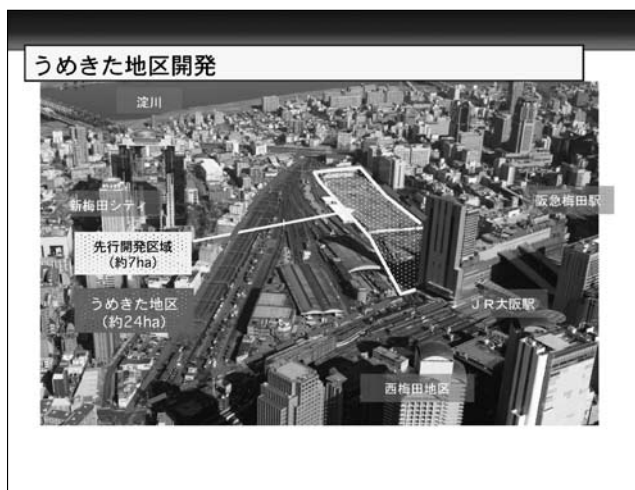 うめきた地区開発
淀川
新梅田シティ
阪急梅田駅
先行開発区域
(約7ha)
うめきた地区
(約24ha)
JR大阪駅
西梅田地区